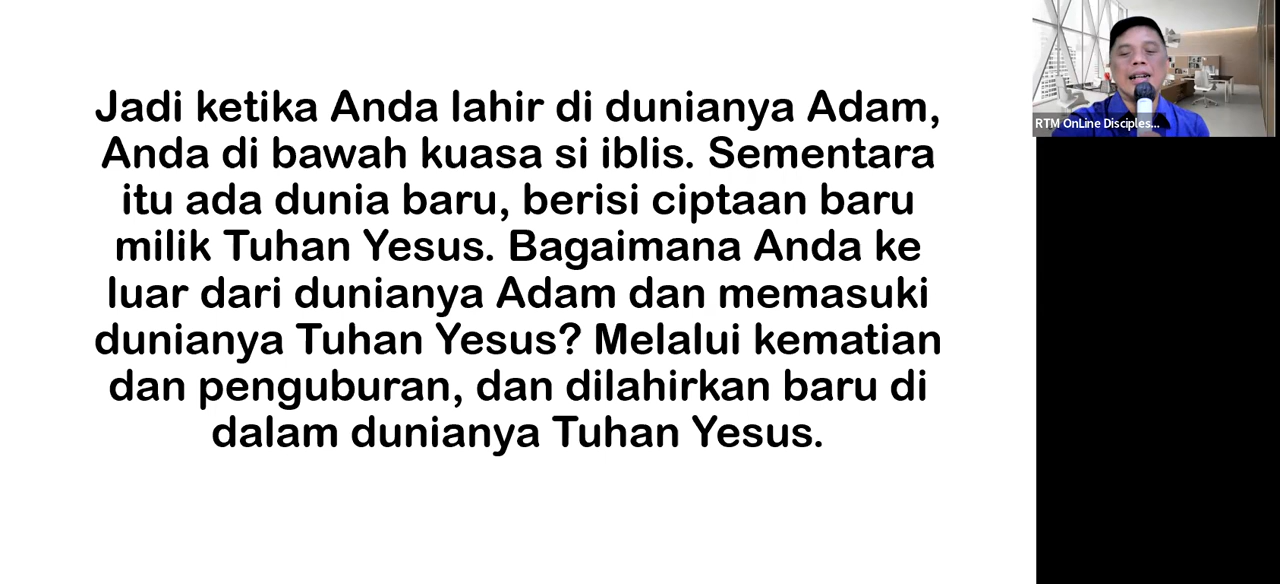 Jadi ketika Anda lahir di dunianya Adam,
Anda di bawah kuasa si iblis. Sementara
itu ada dunia baru, berisi ciptaan baru
milik Tuhan Yesus. Bagaimana Anda ke
luar dari dunianya Adam dan memasuki
dunianya Tuhan Yesus? Melalui kematian
dan penguburan, dan dilahirkan baru di
dalam dunianya Tuhan Yesus.
RTM OnLine Disciples...